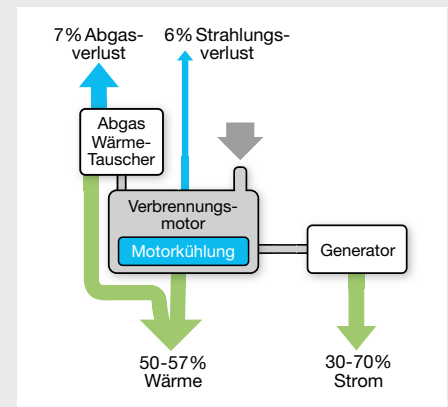 7% Abgas-
verlust
6% Strahlungs-
verlust
Abgas
Wärme-
Tauscher
Verbrennungs-
motor
Motorkühlung
Generator
50-57%
Wärme
30-70%
Strom